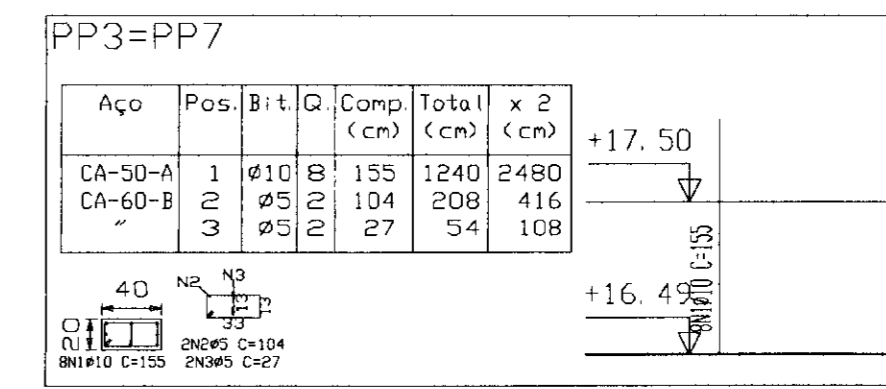 PP3=PP7
Aço Pos. Bit. Q. Comp. (cm) Total (cm) x 2 (cm)
CA-50-A 1 Ø10 8 155 1240 2480
CA-60-B 2 Ø5 2 104 208 416
" 3 Ø5 2 27 54 108
+17.50
+16.49
8N1Ø10 C=155
40
20
8N1Ø10 C=155
N2
N3
13
13
33
2N2Ø5 C=104
2N3Ø5 C=27